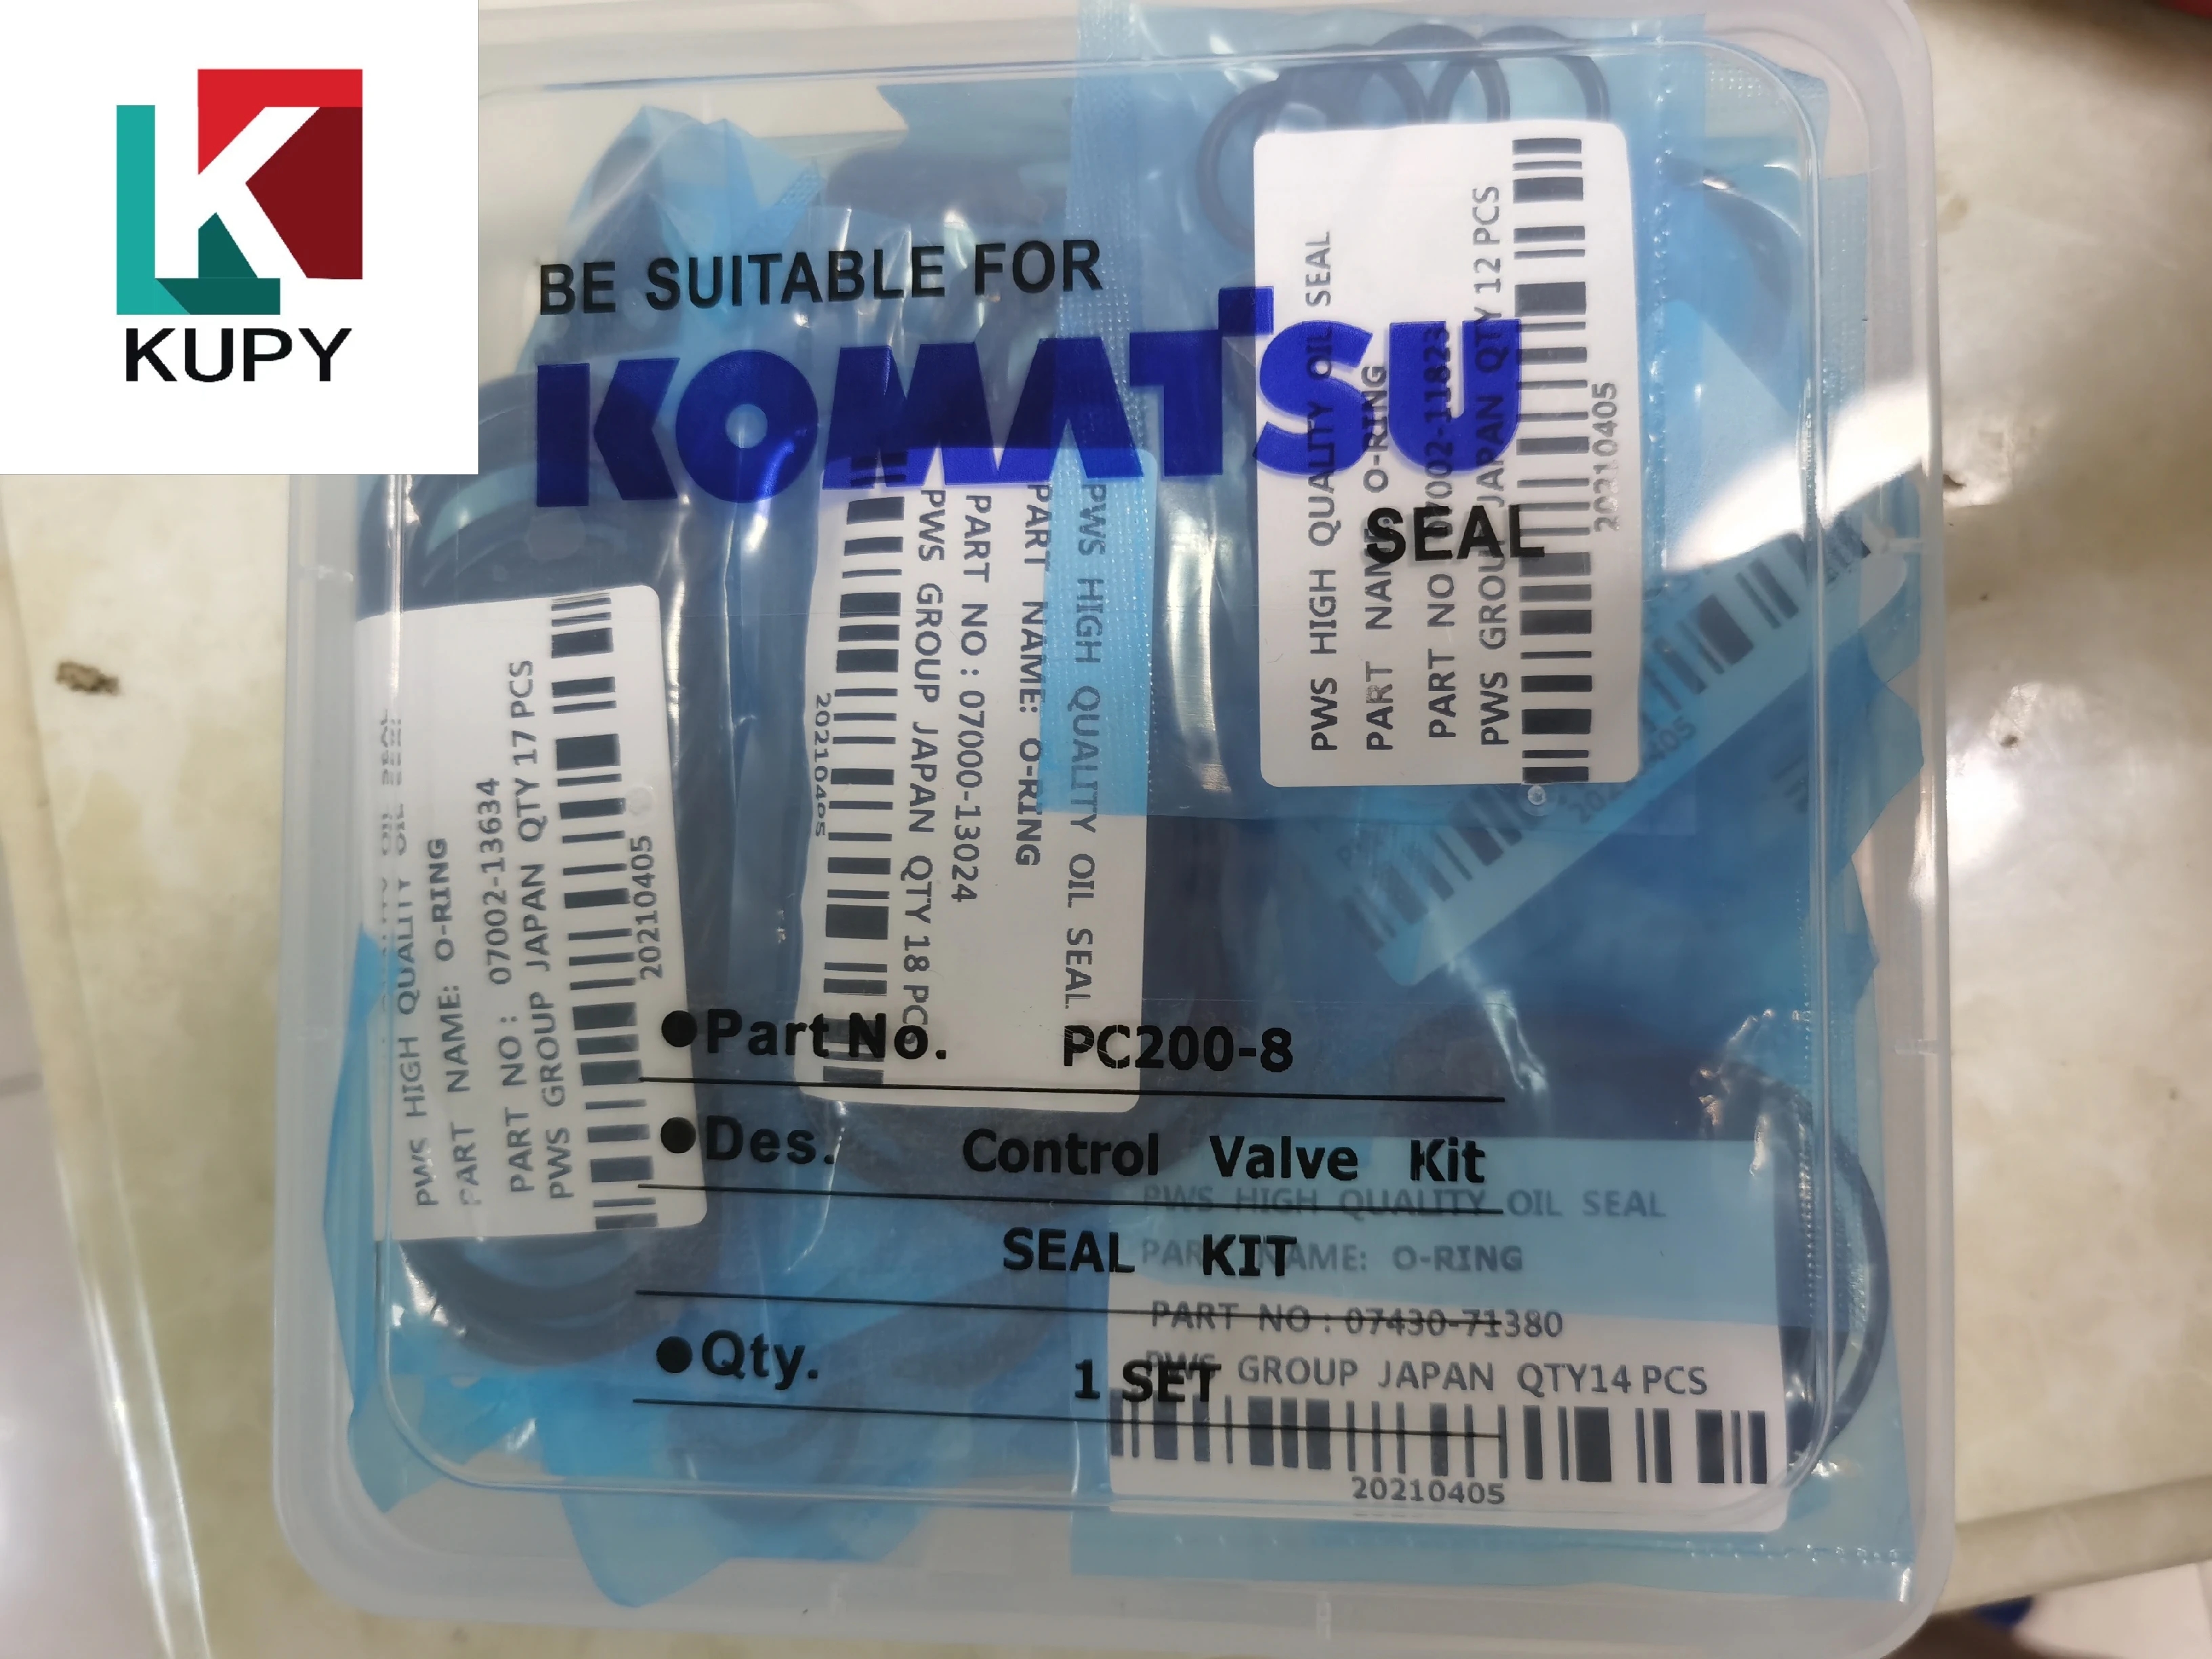 KUPY
BE SUITABLE FOR
KOMATSU
SEAL
PWS HIGH QUALITY OIL SEAL
PART NAME O-RING
PART NO 07002-11823
PWS GROUP JAPAN QTY 12 PCS
20210405
PWS HIGH QUALITY OIL SEAL
PART NAME: O-RING
PART NO: 07000-13024
PWS GROUP JAPAN QTY 18 PCS
20210405
PWS HIGH QUALITY OIL SEAL
PART NAME: O-RING
PART NO: 07002-13634
PWS GROUP JAPAN QTY 17 PCS
20210405
Part No. PC200-8
Des. Control Valve Kit
SEAL KIT
Qty. 1 SET
PWS HIGH QUALITY OIL SEAL
PART NAME: O-RING
PART NO: 07430-71380
PWS GROUP JAPAN QTY14 PCS
20210405